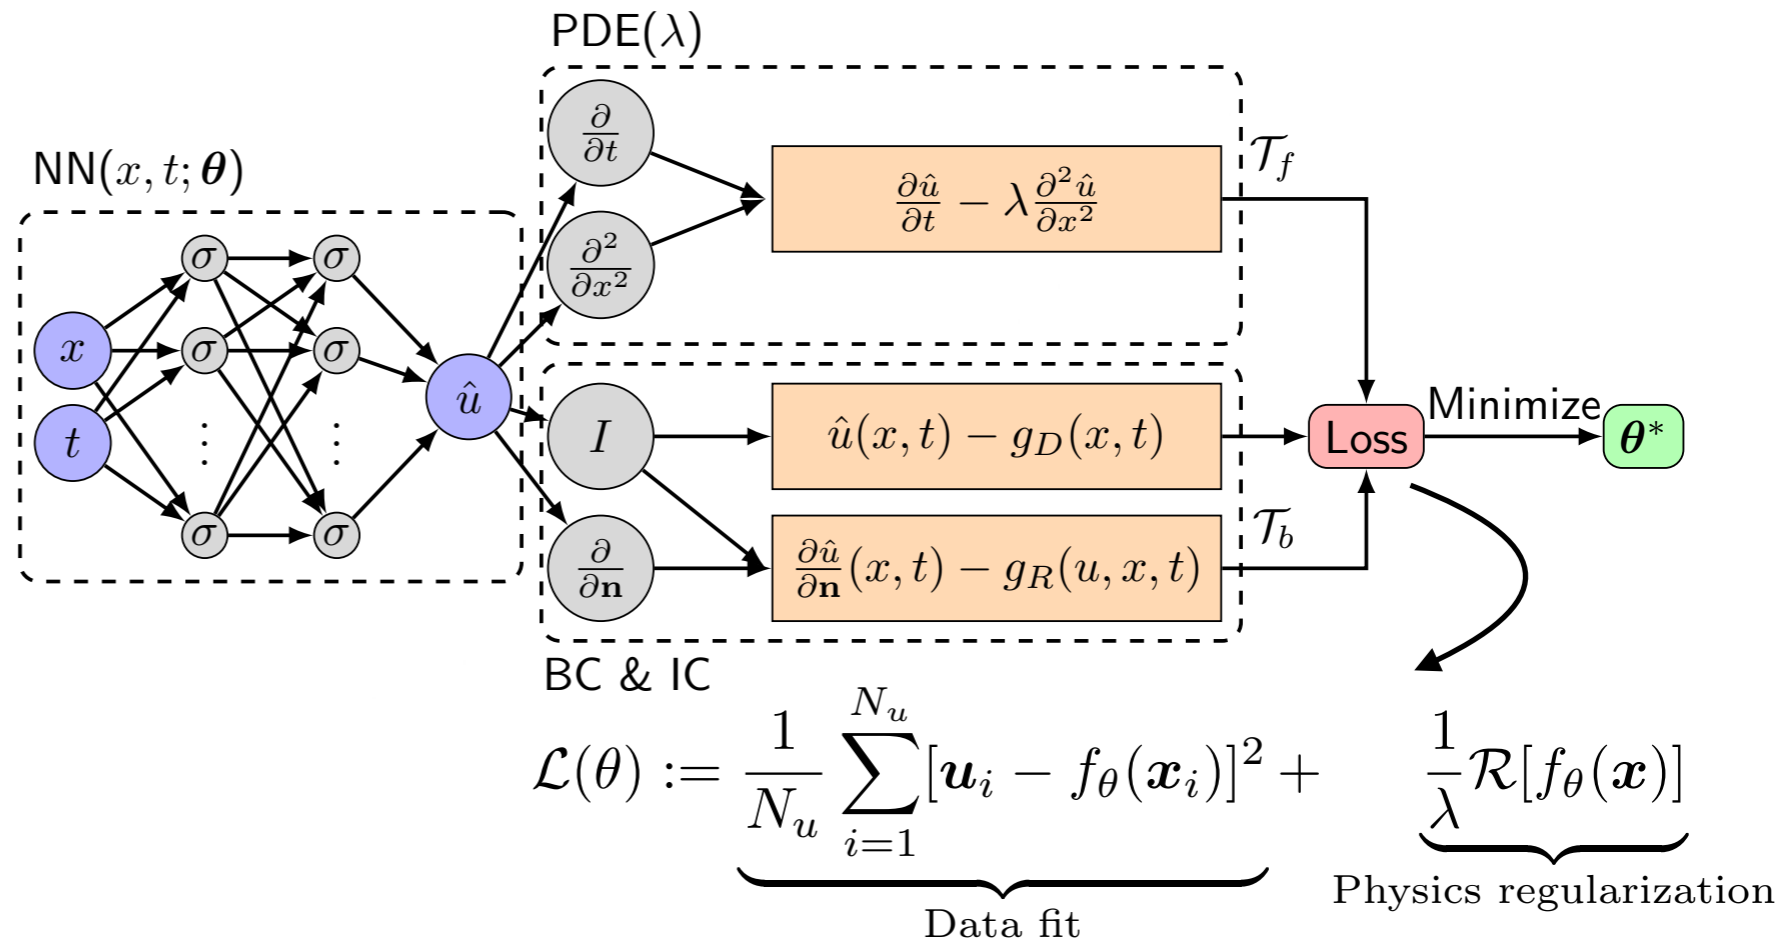 PDE(λ)
NN(x, t; θ)
∂/∂t
∂²/∂x²
∂û/∂t − λ ∂²û/∂x²
𝒯_f
σ σ
x σ σ
t ⋮ ⋮
σ σ
û
I
û(x, t) − g_D(x, t)
Loss
Minimize
θ*
∂/∂n
∂û/∂n(x, t) − g_R(u, x, t)
𝒯_b
BC & IC
ℒ(θ) := 1/N_u ∑_{i=1}^{N_u} [u_i − f_θ(x_i)]² + 1/λ ℛ[f_θ(x)]
Data fit
Physics regularization